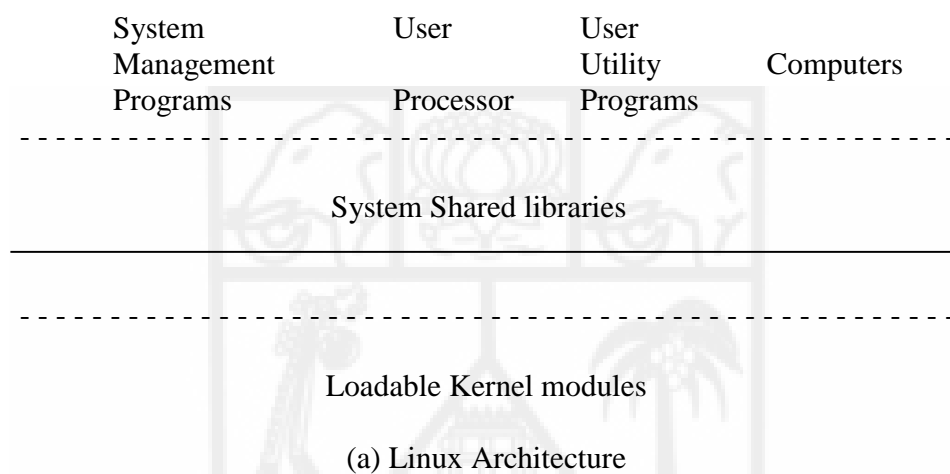 System User User
Management Utility Computers
Programs Processor Programs
System Shared libraries
Loadable Kernel modules
(a) Linux Architecture